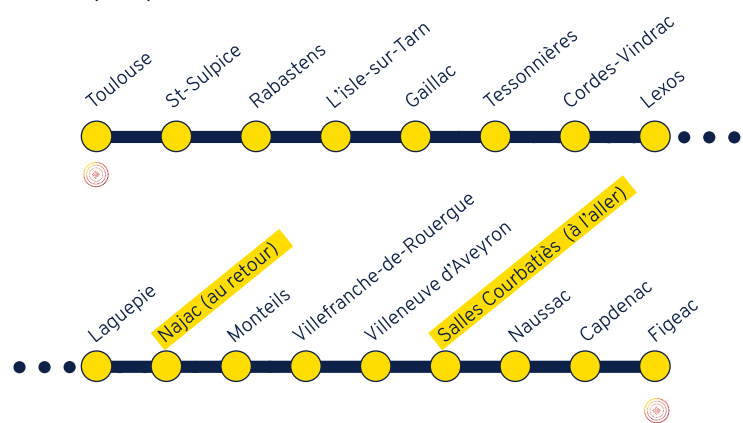 Toulouse
St-Sulpice
Rabastens
L'isle-sur-Tarn
Gaillac
Tessonnières
Cordes-Vindrac
Lexos
Laguepie
Najac (au retour)
Monteils
Villefranche-de-Rouergue
Villeneuve d'Aveyron
Salles Courbatiès (à l'aller)
Naussac
Capdenac
Figeac